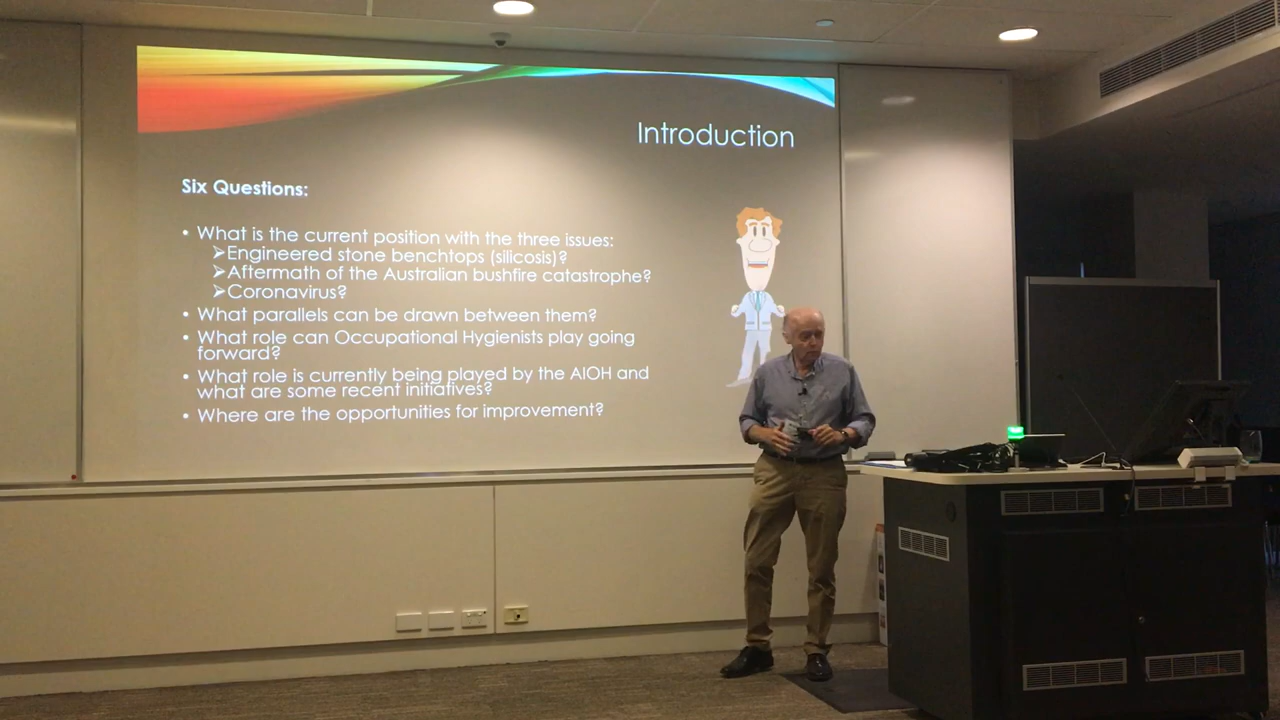 Introduction
Six Questions:
• What is the current position with the three issues:
➢Engineered stone benchtops (silicosis)?
➢Aftermath of the Australian bushfire catastrophe?
➢Coronavirus?
• What parallels can be drawn between them?
• What role can Occupational Hygienists play going
forward?
• What role is currently being played by the AIOH and
what are some recent initiatives?
• Where are the opportunities for improvement?